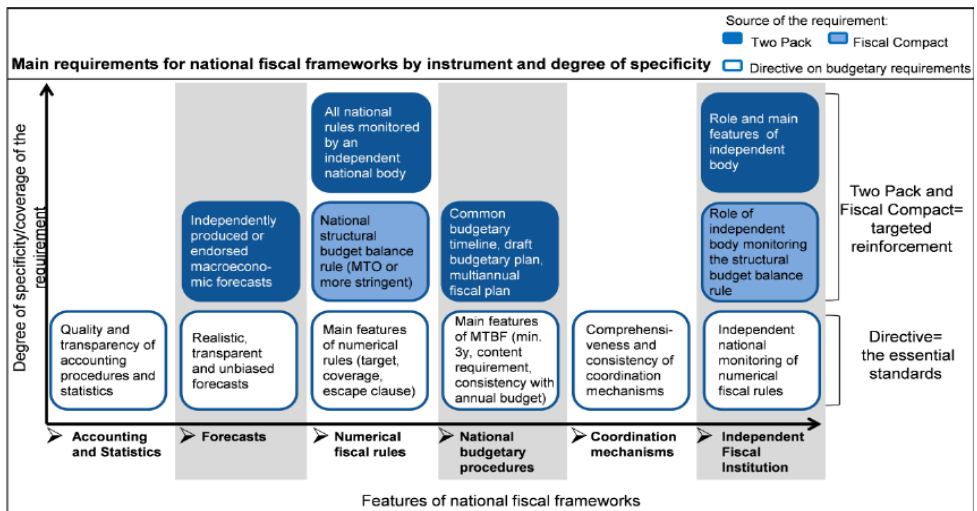 Source of the requirement:
Two Pack
Fiscal Compact
Main requirements for national fiscal frameworks by instrument and degree of specificity
Directive on budgetary requirements
Degree of specificity/coverage of the
requirement
All national
rules monitored
by an
independent
national body
Role and main
features of
independent
body
Independently
produced or
endorsed
macroecono-
mic forecasts
National
structural
budget balance
rule (MTO or
more stringent)
Common
budgetary
timeline, draft
budgetary plan,
multiannual
fiscal plan
Role of
independent
body monitoring
the structural
budget balance
rule
Two Pack and
Fiscal Compact=
targeted
reinforcement
Quality and
transparency of
accounting
procedures and
statistics
Realistic,
transparent
and unbiased
forecasts
Main features
of numerical
rules (target,
coverage,
escape clause)
Main features
of MTBF (min.
3y, content
requirement,
consistency with
annual budget)
Comprehensi-
veness and
consistency of
coordination
mechanisms
Independent
national
monitoring of
numerical
fiscal rules
Directive=
the essential
standards
➢ Accounting
and Statistics
➢ Forecasts
➢ Numerical
fiscal rules
➢ National
budgetary
procedures
➢ Coordination
mechanisms
➢ Independent
Fiscal
Institution
Features of national fiscal frameworks